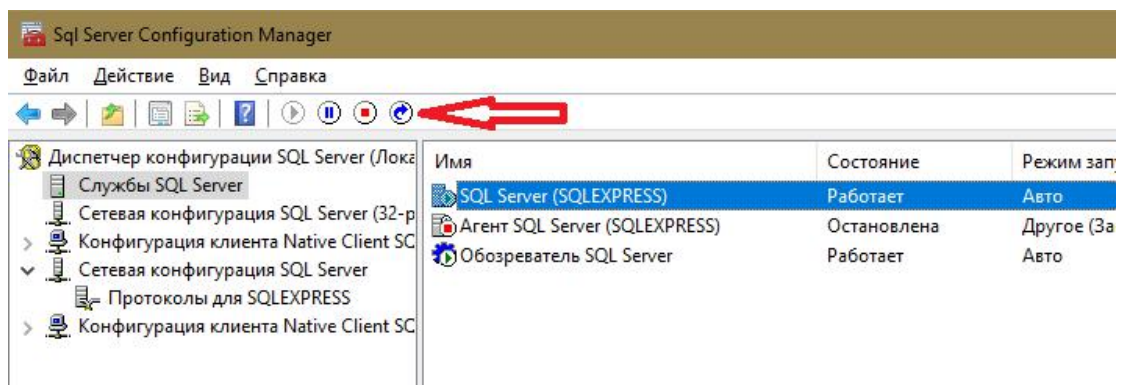 Sql Server Configuration Manager
Файл Действие Вид Справка
Диспетчер конфигурации SQL Server (Лока
Службы SQL Server
Сетевая конфигурация SQL Server (32-р
Конфигурация клиента Native Client SC
Сетевая конфигурация SQL Server
Протоколы для SQLEXPRESS
Конфигурация клиента Native Client SC
Имя Состояние Режим зап
SQL Server (SQLEXPRESS) Работает Авто
Агент SQL Server (SQLEXPRESS) Остановлена Другое (За
Обозреватель SQL Server Работает Авто